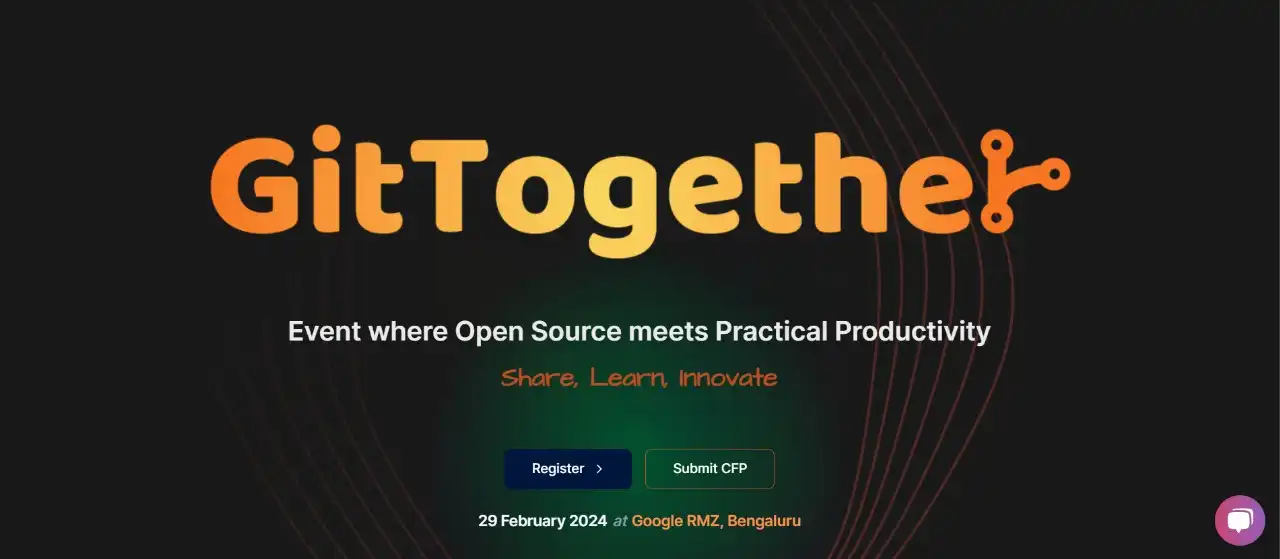 GitTogether
Event where Open Source meets Practical Productivity
Share, Learn, Innovate
Register
Submit CFP
29 February 2024 at Google RMZ, Bengaluru